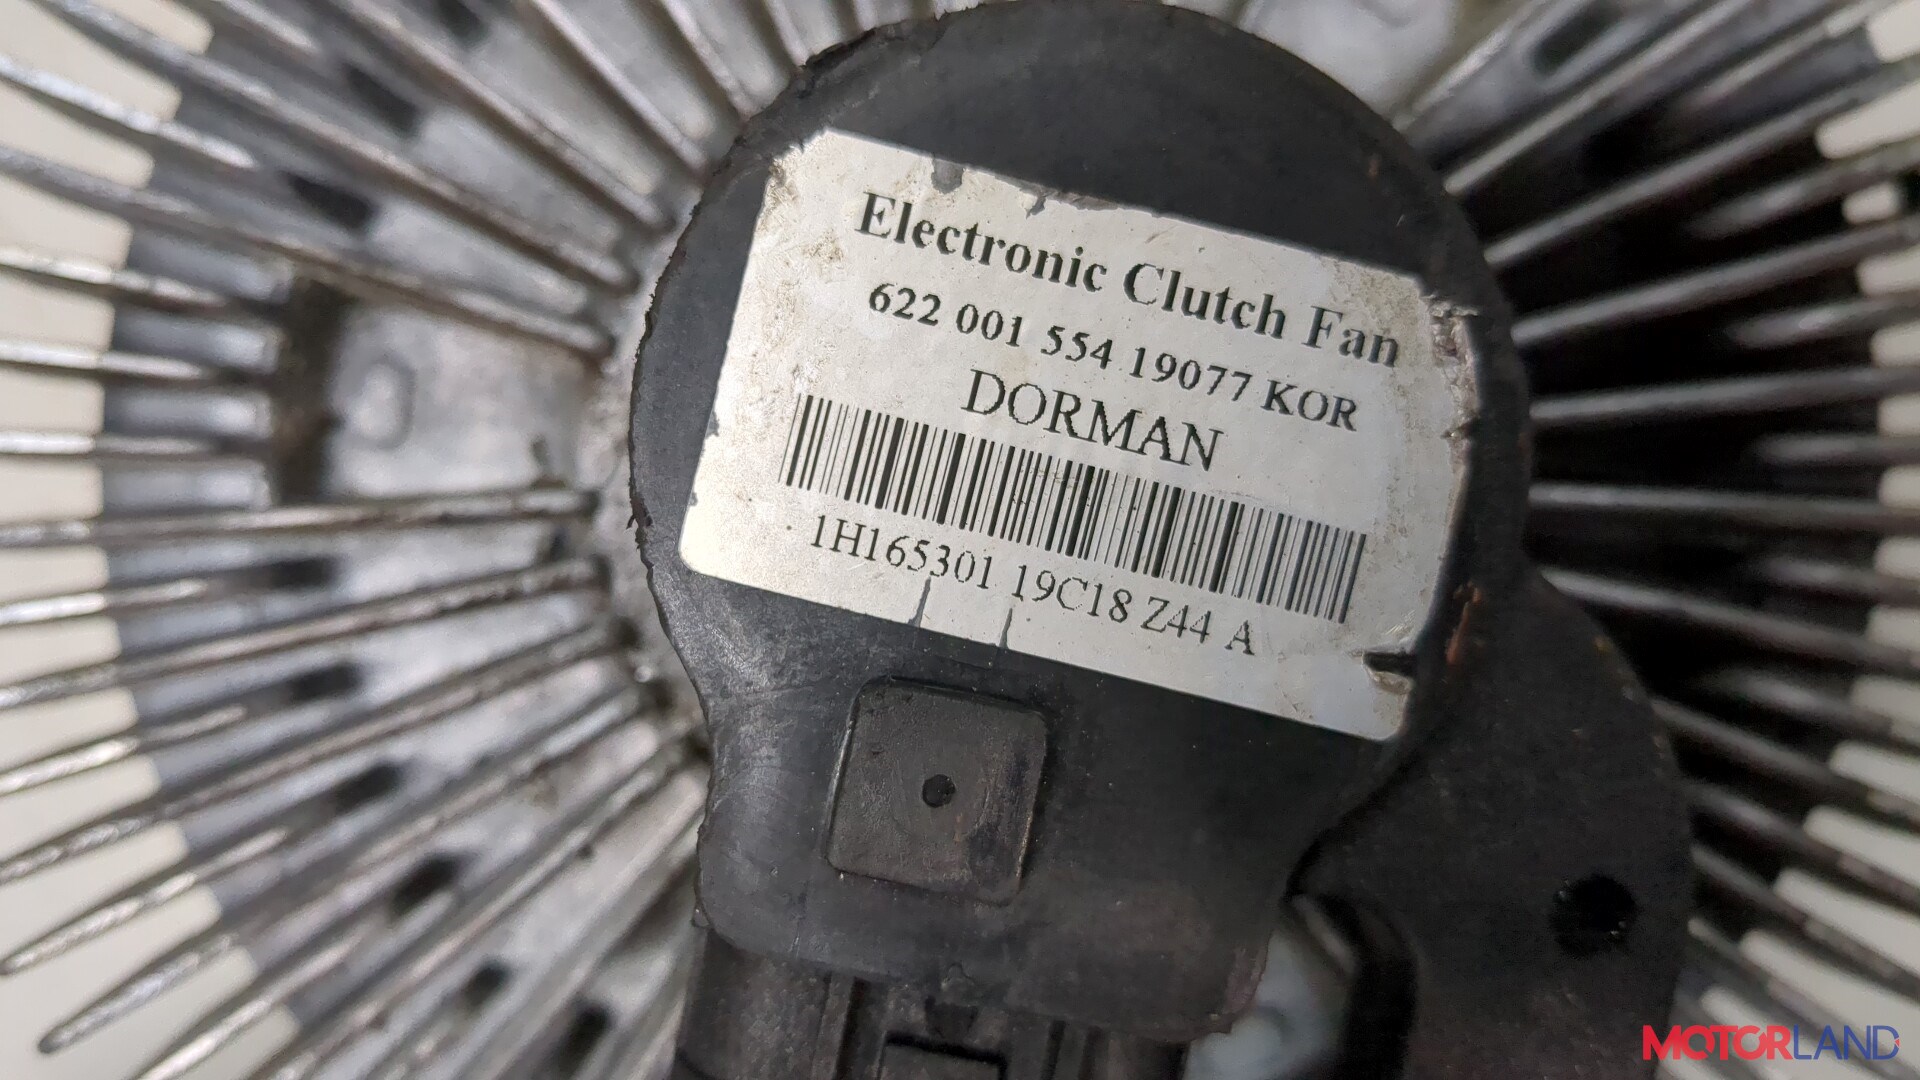 Electronic Clutch Fan
622 001 554 19077 KOR
DORMAN
1H165301 19C18 Z44 A
MOTORLAND